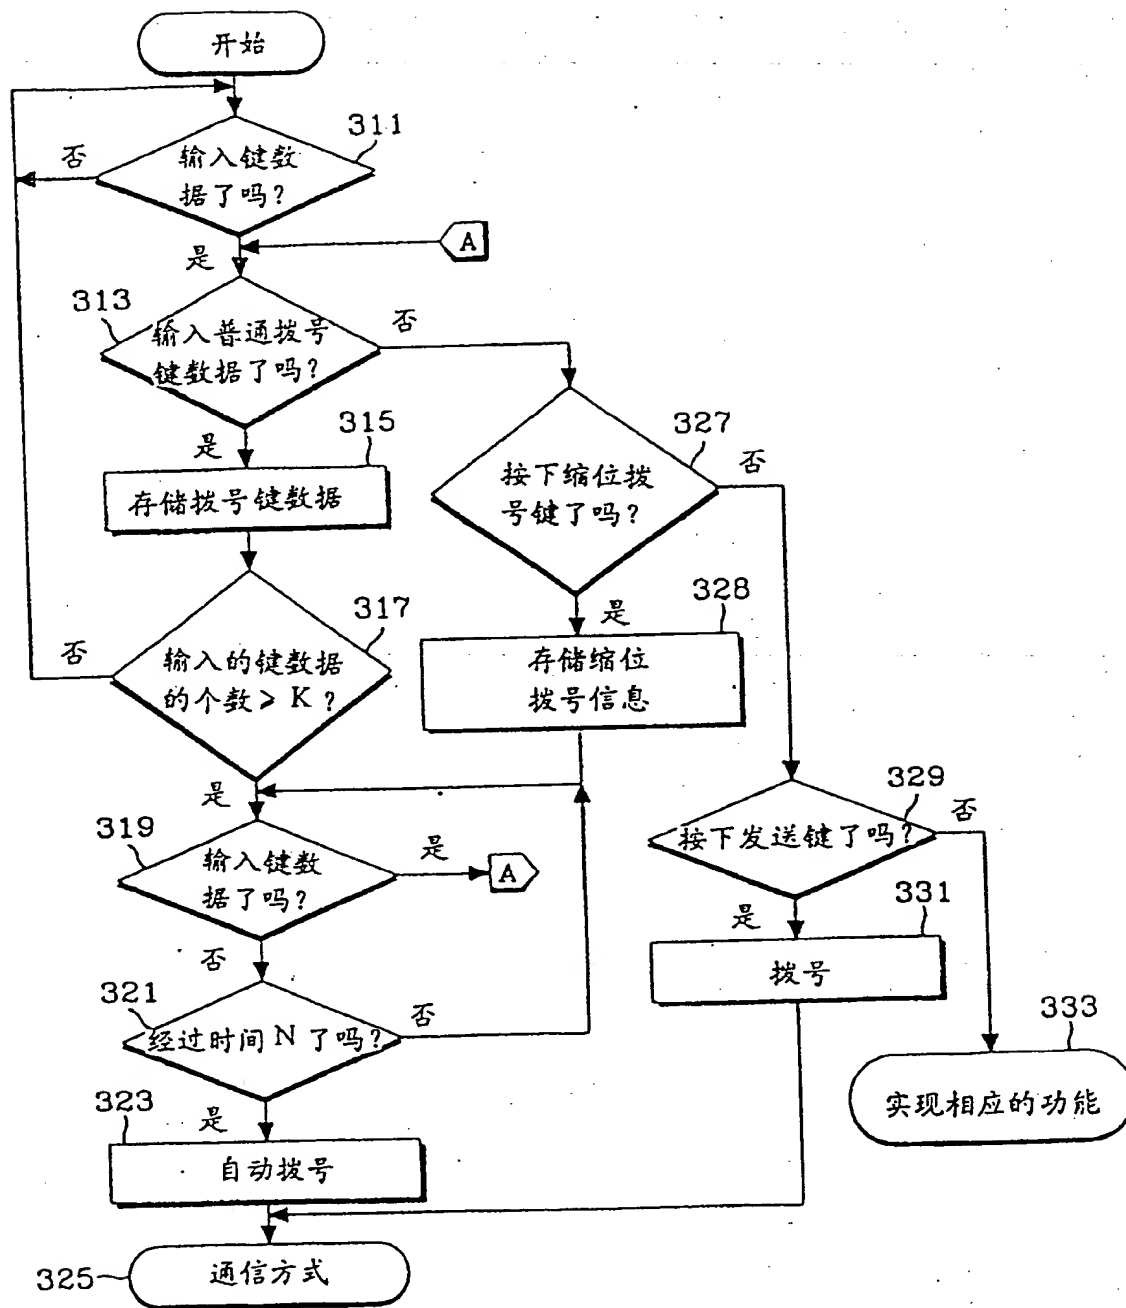 开始
311
否
输入键数
据了吗?
是
A
313
输入普通拨号
键数据了吗?
否
是
315
存储拨号键数据
327
按下缩位拨
号键了吗?
否
317
输入的键数据
的个数≥K?
否
是
328
存储缩位
拨号信息
是
319
输入键数
据了吗?
是
A
329
按下发送键了吗?
否
否
是
331
拨号
321
经过时间N了吗?
否
333
实现相应的功能
323
是
自动拨号
325
通信方式